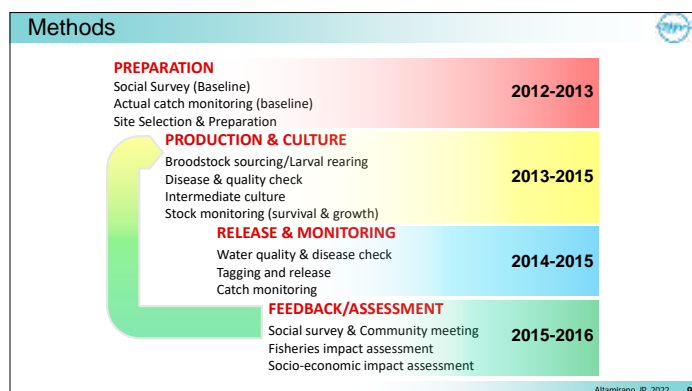 Methods
PREPARATION
Social Survey (Baseline)
Actual catch monitoring (baseline)
Site Selection & Preparation
2012-2013
PRODUCTION & CULTURE
Broodstock sourcing/Larval rearing
Disease & quality check
Intermediate culture
Stock monitoring (survival & growth)
2013-2015
RELEASE & MONITORING
Water quality & disease check
Tagging and release
Catch monitoring
2014-2015
FEEDBACK/ASSESSMENT
Social survey & Community meeting
Fisheries impact assessment
Socio-economic impact assessment
2015-2016
Altamirano, JP, 2022 9